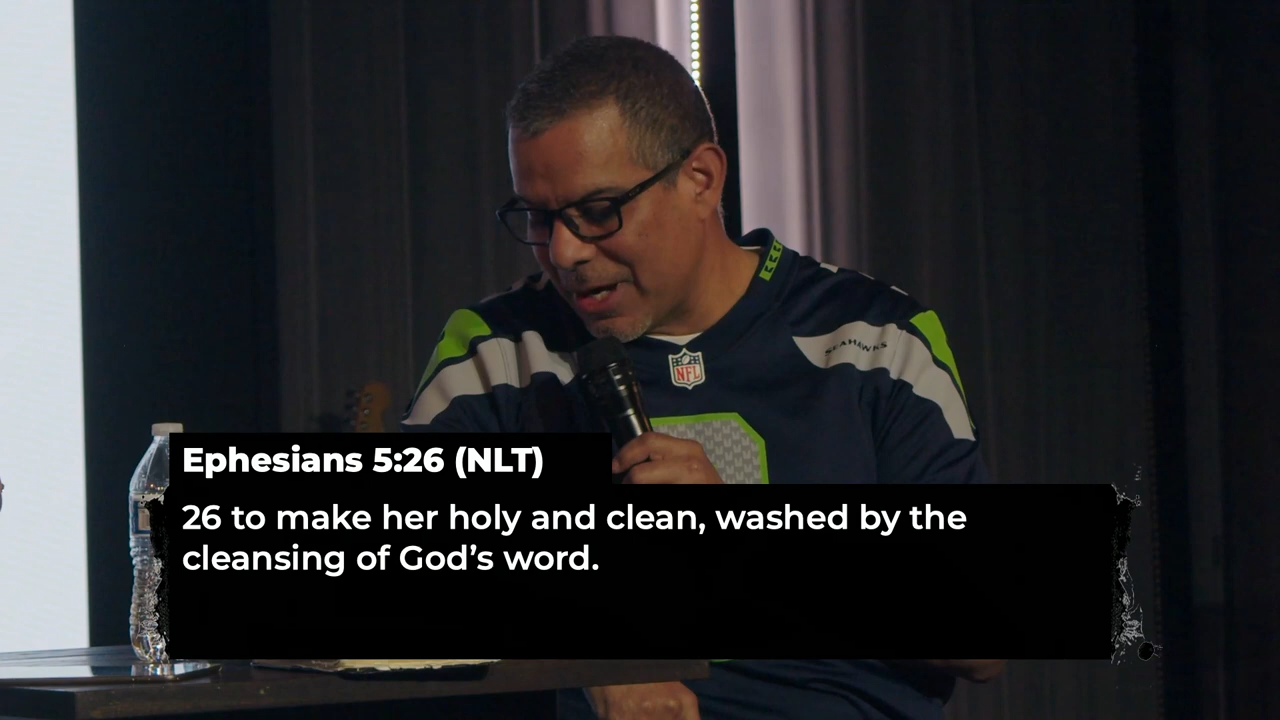 SEAHAWKS
NFL
Ephesians 5:26 (NLT)
26 to make her holy and clean, washed by the
cleansing of God’s word.